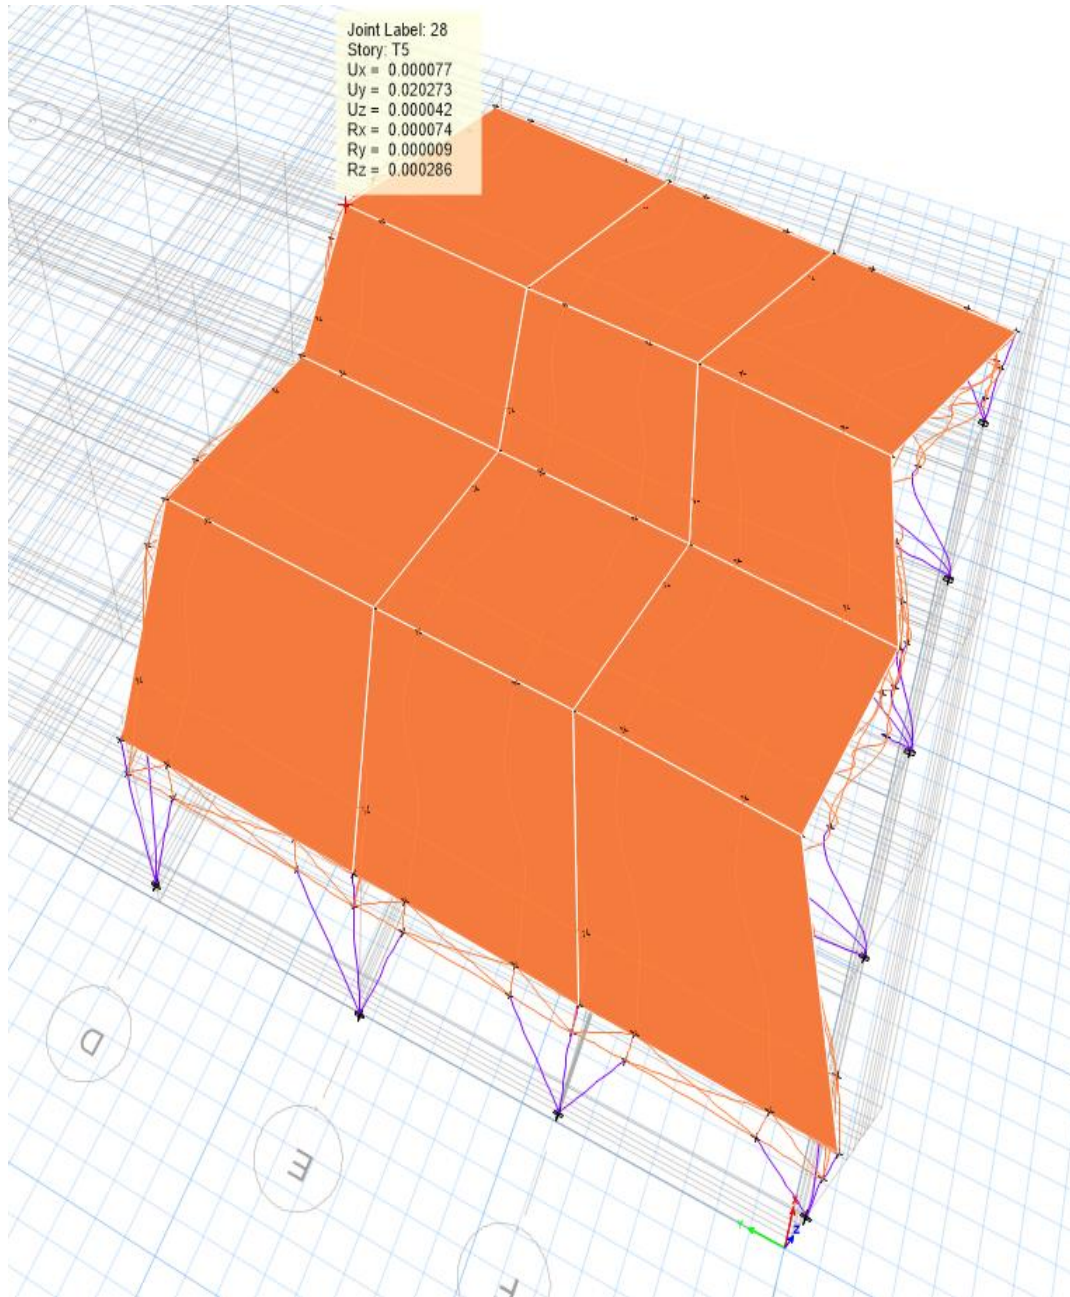 Joint Label: 28
Story: T5
Ux = 0.000077
Uy = 0.020273
Uz = 0.000042
Rx = 0.000074
Ry = 0.000009
Rz = 0.000286
D
E
Z